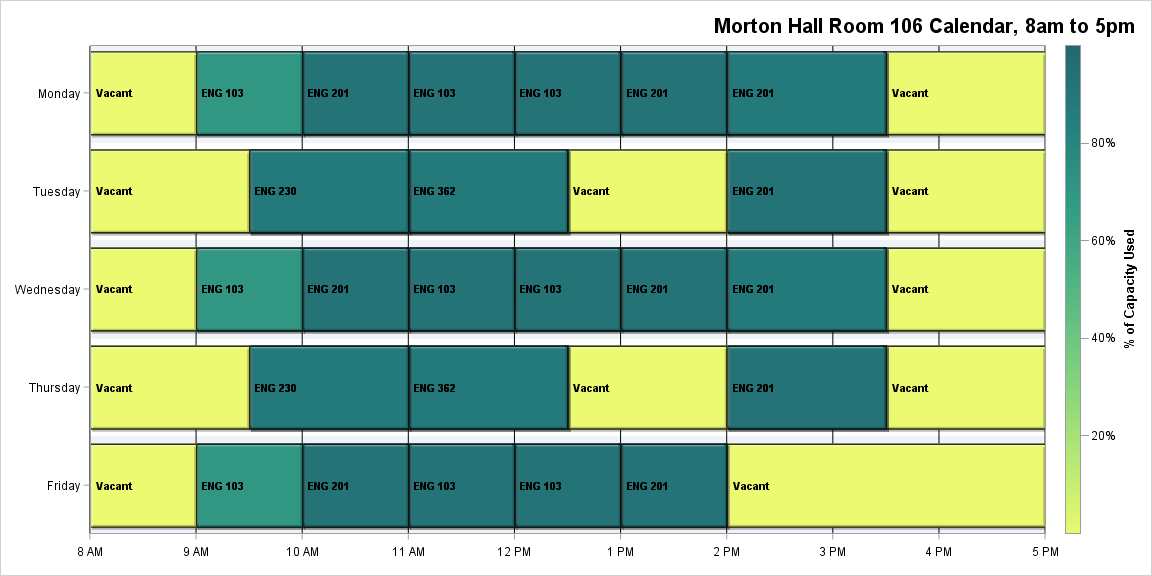 Morton Hall Room 106 Calendar, 8am to 5pm
Monday Vacant ENG 103 ENG 201 ENG 103 ENG 103 ENG 201 ENG 201 Vacant
Tuesday Vacant ENG 230 ENG 362 Vacant ENG 201 Vacant
Wednesday Vacant ENG 103 ENG 201 ENG 103 ENG 103 ENG 201 ENG 201 Vacant
Thursday Vacant ENG 230 ENG 362 Vacant ENG 201 Vacant
Friday Vacant ENG 103 ENG 201 ENG 103 ENG 103 ENG 201 Vacant
8 AM 9 AM 10 AM 11 AM 12 PM 1 PM 2 PM 3 PM 4 PM 5 PM
80%
60%
40%
20%
% of Capacity Used